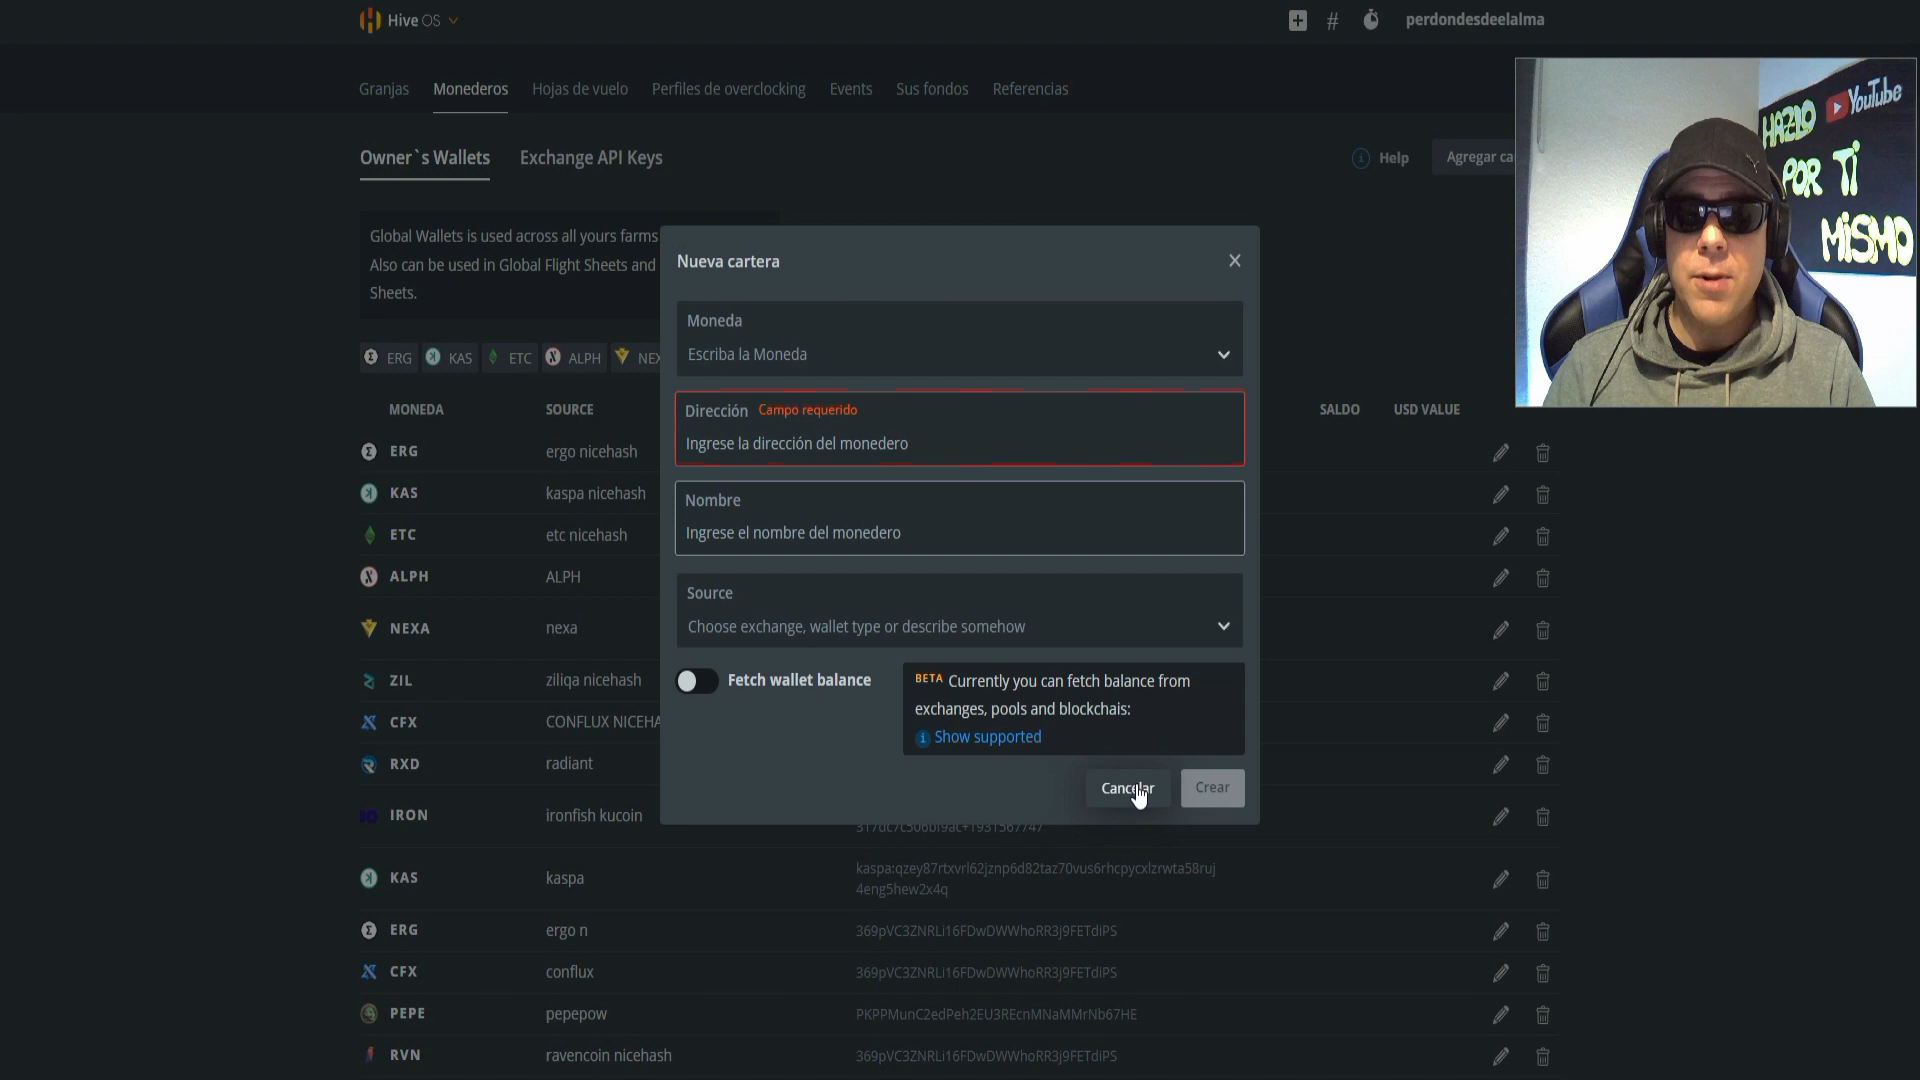 Hive OS
perdondesdeelalma
Granjas Monederos Hojas de vuelo Perfiles de overclocking Events Sus fondos Referencias
YouTube
HAZLO
POR TI
MISMO
Owner`s Wallets Exchange API Keys
Help
Agregar ca
Global Wallets is used across all yours farms
Also can be used in Global Flight Sheets and
Sheets.
Nueva cartera
Moneda
Escriba la Moneda
ERG KAS ETC ALPH NEX
Dirección Campo requerido
Ingrese la dirección del monedero
MONEDA SOURCE SALDO USD VALUE
Nombre
Ingrese el nombre del monedero
Source
Choose exchange, wallet type or describe somehow
Fetch wallet balance
BETA Currently you can fetch balance from
exchanges, pools and blockchais:
Show supported
Cancelar Crear
ERG ergo nicehash
KAS kaspa nicehash
ETC etc nicehash
ALPH ALPH
NEXA nexa
ZIL ziliqa nicehash
CFX CONFLUX NICEHA
RXD radiant
IRON ironfish kucoin
KAS kaspa kaspa:qzey87rtxvrl62jznp6d82taz70vus6rhcpycxlzrwta58ruj
4eng5hew2x4q
ERG ergo n 369pVC3ZNRLi16FDwDWWhoRR3j9FETdiPS
CFX conflux 369pVC3ZNRLi16FDwDWWhoRR3j9FETdiPS
PEPE pepepow PKPPMunC2edPeh2EU3REcnMNaMMrNb67HE
RVN ravencoin nicehash 369pVC3ZNRLi16FDwDWWhoRR3j9FETdiPS